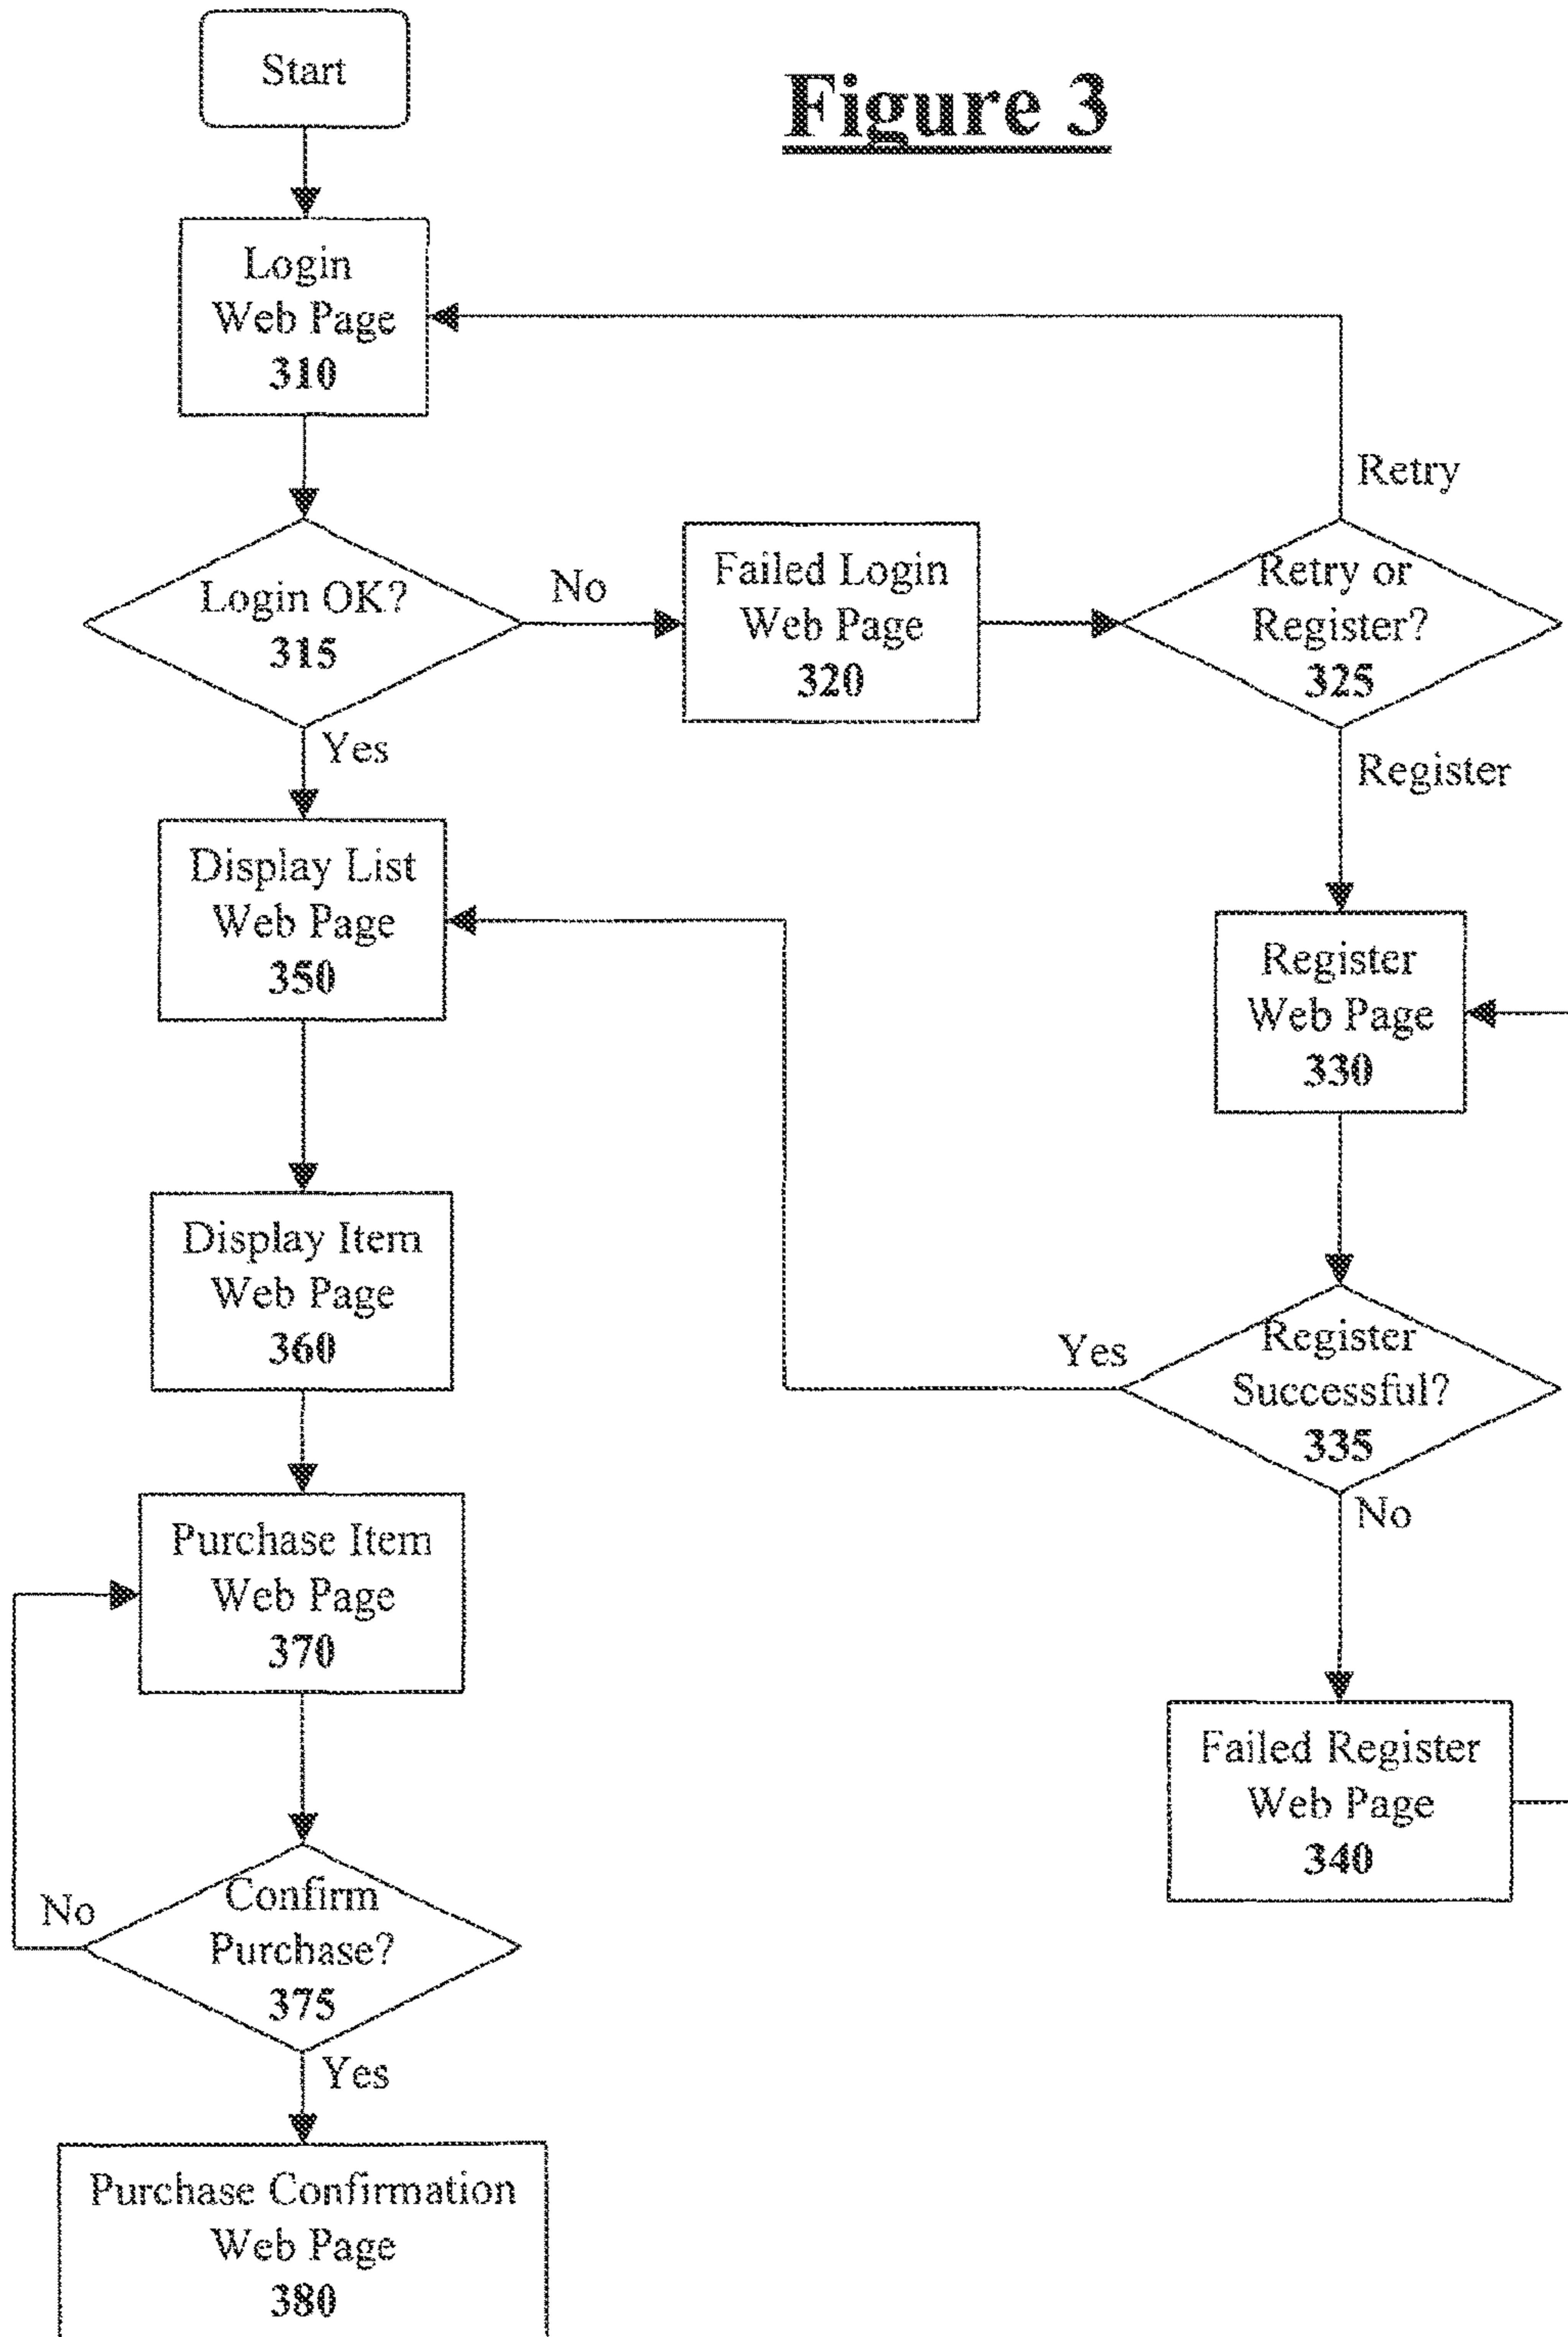 Start
Figure 3
Login
Web Page
310
Retry
Login OK?
315
No
Failed Login
Web Page
320
Retry or
Register?
325
Yes
Register
Display List
Web Page
350
Register
Web Page
330
Display Item
Web Page
360
Yes
Register
Successful?
335
No
Purchase Item
Web Page
370
Failed Register
Web Page
340
No
Confirm
Purchase?
375
Yes
Purchase Confirmation
Web Page
380